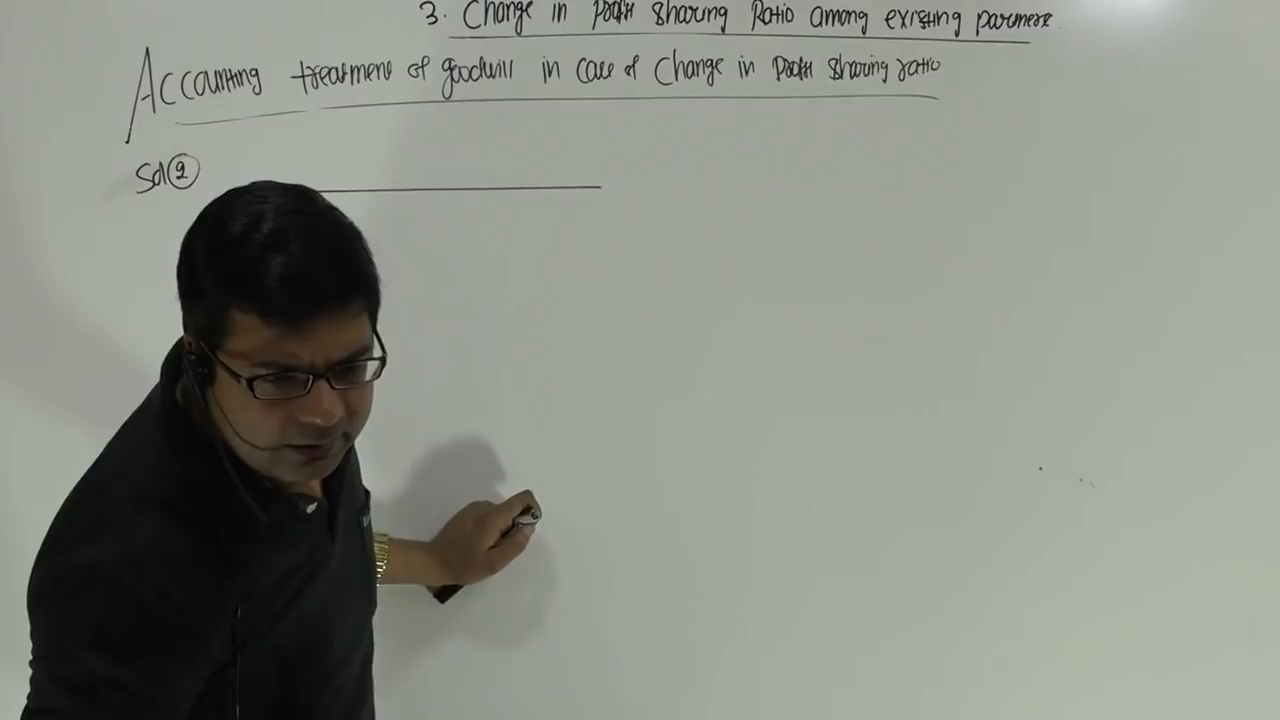 3. Change in Profit Sharing Ratio among existing partners.
Accounting treatment of goodwill in case of Change in Profit sharing ratio
Sol 2